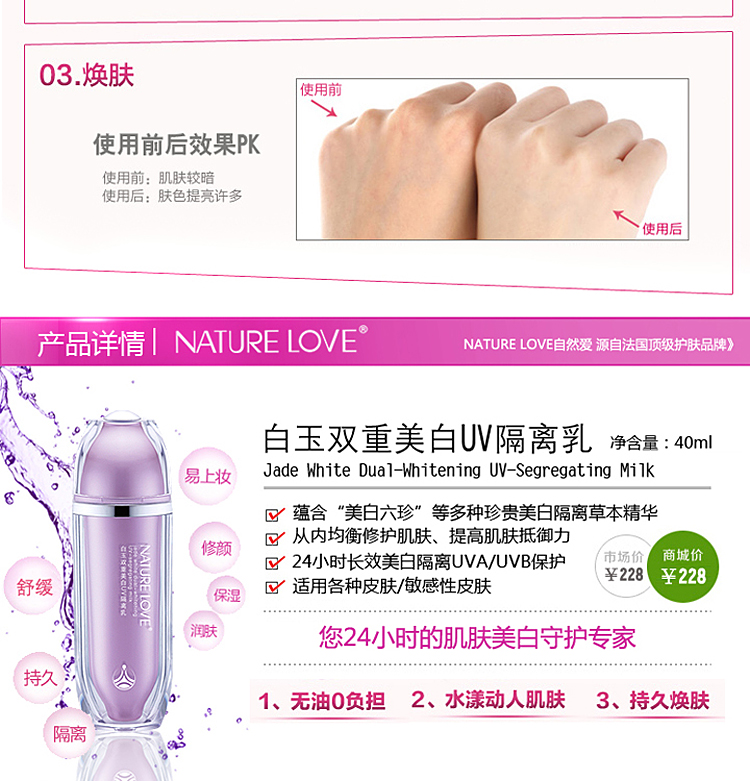 03.焕肤
使用前
使用前后效果PK
使用前：肌肤较暗
使用后：肤色提亮许多
使用后
产品详情 NATURE LOVE®
NATURE LOVE自然爱 源自法国顶级护肤品牌》
白玉双重美白UV隔离乳 净含量：40ml
Jade White Dual-Whitening UV-Segregating Milk
蕴含“美白六珍”等多种珍贵美白隔离草本精华
从内均衡修护肌肤、提高肌肤抵御力
24小时长效美白隔离UVA/UVB保护
适用各种皮肤/敏感性皮肤
市场价
¥228
商城价
¥228
您24小时的肌肤美白守护专家
1、无油0负担 2、水漾动人肌肤 3、持久焕肤
易上妆
修颜
舒缓
保湿
润肤
持久
隔离
NATURE LOVE®
jade white dual-whitening
UV-segregating milk
白玉双重美白UV隔离乳